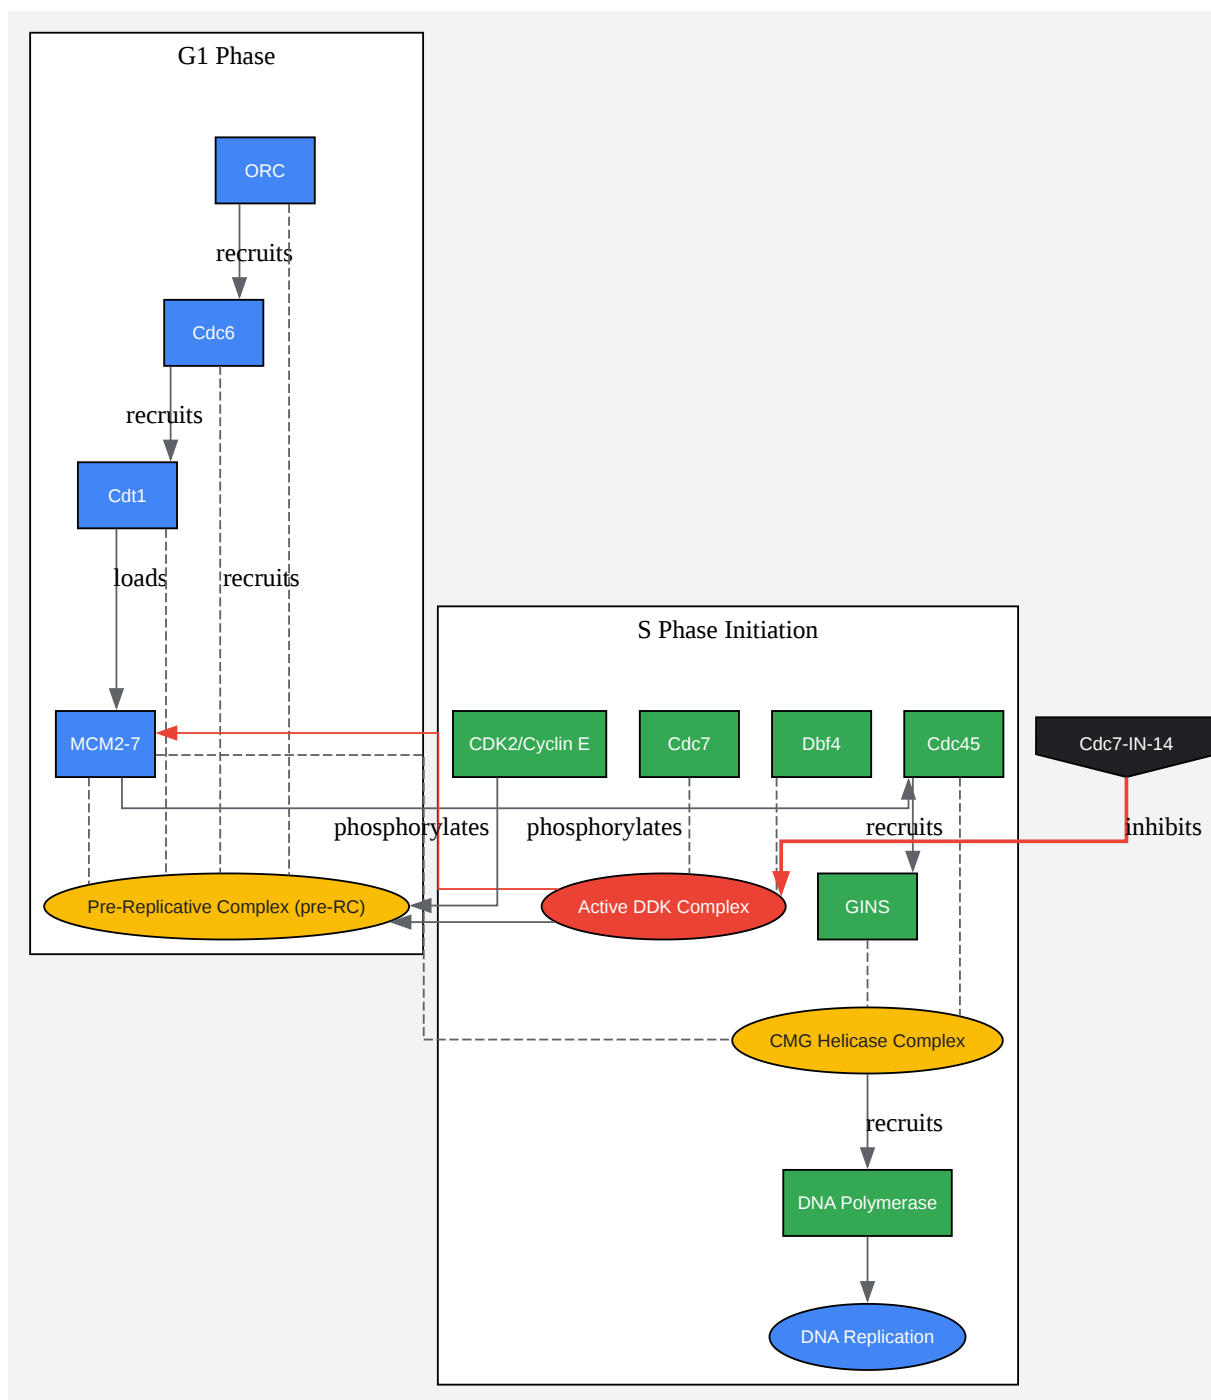 G1 Phase
ORC
recruits
Cdc6
recruits
Cdt1
loads
recruits
S Phase Initiation
MCM2-7
CDK2/Cyclin E
Cdc7
Dbf4
Cdc45
Cdc7-IN-14
phosphorylates
phosphorylates
recruits
inhibits
Pre-Replicative Complex (pre-RC)
Active DDK Complex
GINS
CMG Helicase Complex
recruits
DNA Polymerase
DNA Replication